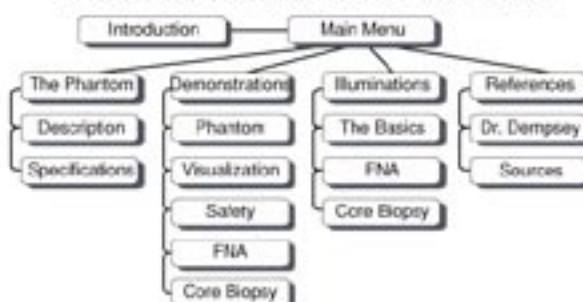 Introduction
Main Menu
The Phantom
Description
Specifications
Demonstrations
Phantom
Visualization
Safety
FNA
Core Biopsy
Illuminations
The Basics
FNA
Core Biopsy
References
Dr. Dempsey
Sources